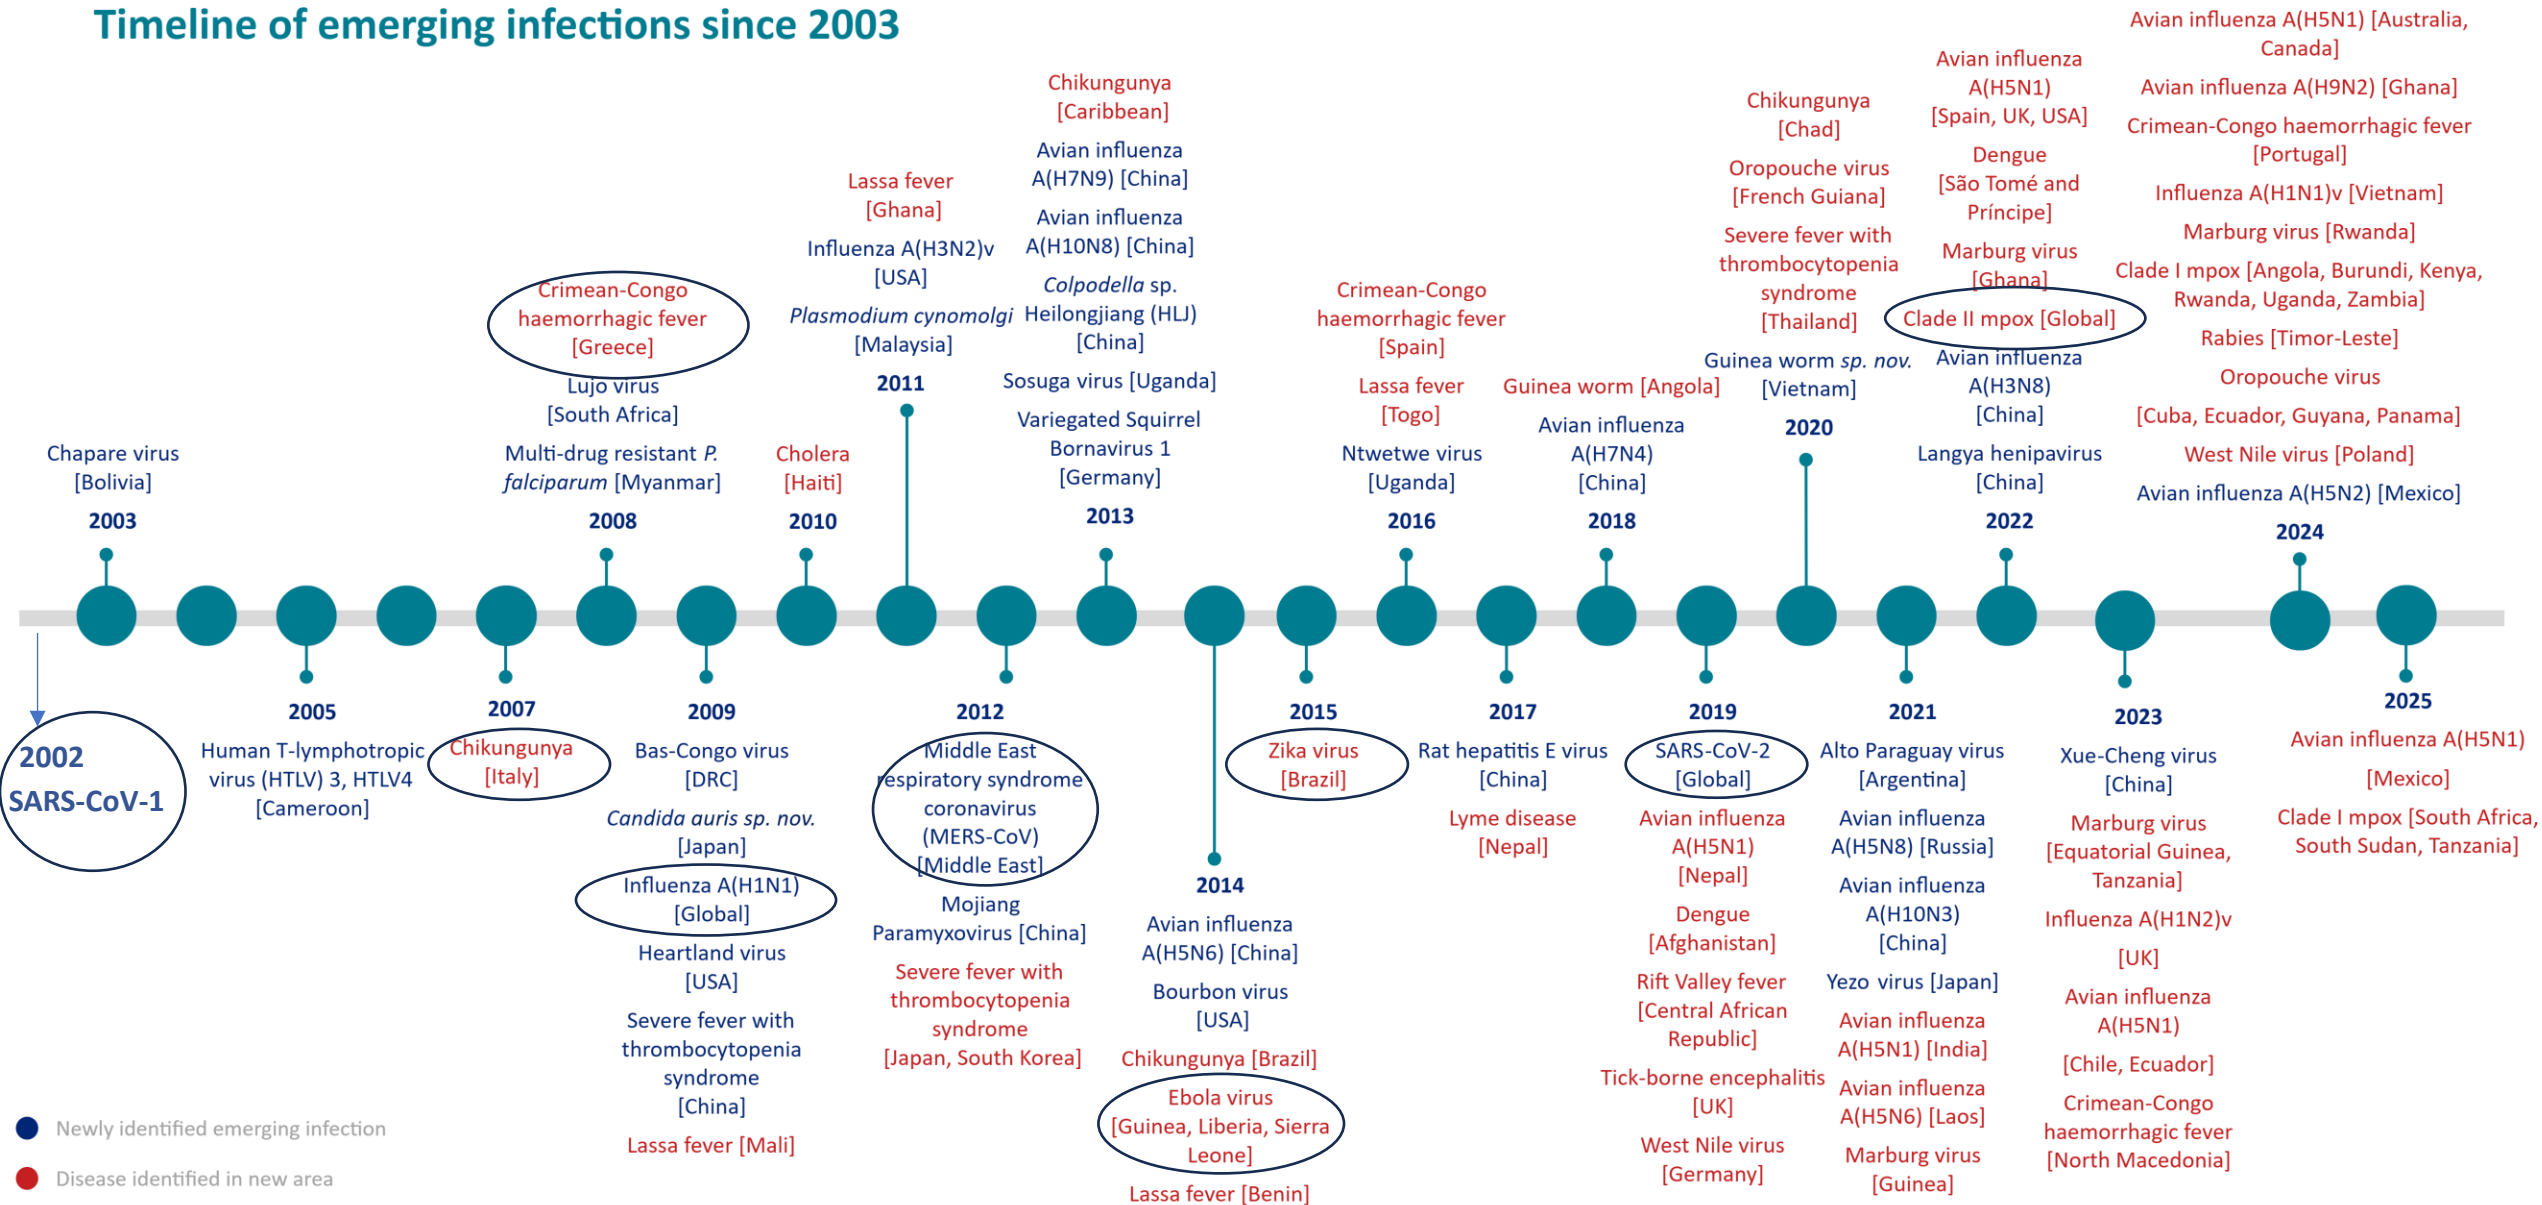 Timeline of emerging infections since 2003
Chapare virus
[Bolivia]
2003
Crimean-Congo
haemorrhagic fever
[Greece]
Lujo virus
[South Africa]
Multi-drug resistant P.
falciparum [Myanmar]
2008
Cholera
[Haiti]
2010
Lassa fever
[Ghana]
Influenza A(H3N2)v
[USA]
Plasmodium cynomolgi
[Malaysia]
2011
Chikungunya
[Caribbean]
Avian influenza
A(H7N9) [China]
Avian influenza
A(H10N8) [China]
Colpodella sp.
Heilongjiang (HLJ)
[China]
Sosuga virus [Uganda]
Variegated Squirrel
Bornavirus 1
[Germany]
2013
Crimean-Congo
haemorrhagic fever
[Spain]
Lassa fever
[Togo]
Ntwetwe virus
[Uganda]
2016
Guinea worm [Angola]
Avian influenza
A(H7N4)
[China]
2018
Chikungunya
[Chad]
Oropouche virus
[French Guiana]
Severe fever with
thrombocytopenia
syndrome
[Thailand]
Guinea worm sp. nov.
[Vietnam]
2020
Avian influenza
A(H5N1)
[Spain, UK, USA]
Dengue
[São Tomé and
Príncipe]
Marburg virus
[Ghana]
Clade II mpox [Global]
Avian influenza
A(H3N8)
[China]
Langya henipavirus
[China]
2022
Avian influenza A(H5N1) [Australia,
Canada]
Avian influenza A(H9N2) [Ghana]
Crimean-Congo haemorrhagic fever
[Portugal]
Influenza A(H1N1)v [Vietnam]
Marburg virus [Rwanda]
Clade I mpox [Angola, Burundi, Kenya,
Rwanda, Uganda, Zambia]
Rabies [Timor-Leste]
Oropouche virus
[Cuba, Ecuador, Guyana, Panama]
West Nile virus [Poland]
Avian influenza A(H5N2) [Mexico]
2024
2002
SARS-CoV-1
2005
Human T-lymphotropic
virus (HTLV) 3, HTLV4
[Cameroon]
2007
Chikungunya
[Italy]
2009
Bas-Congo virus
[DRC]
Candida auris sp. nov.
[Japan]
Influenza A(H1N1)
[Global]
Heartland virus
[USA]
Severe fever with
thrombocytopenia
syndrome
[China]
Lassa fever [Mali]
2012
Middle East
respiratory syndrome
coronavirus
(MERS-CoV)
[Middle East]
Mojiang
Paramyxovirus [China]
Severe fever with
thrombocytopenia
syndrome
[Japan, South Korea]
2014
Avian influenza
A(H5N6) [China]
Bourbon virus
[USA]
Chikungunya [Brazil]
Ebola virus
[Guinea, Liberia, Sierra
Leone]
Lassa fever [Benin]
2015
Zika virus
[Brazil]
2017
Rat hepatitis E virus
[China]
Lyme disease
[Nepal]
2019
SARS-CoV-2
[Global]
Avian influenza
A(H5N1)
[Nepal]
Dengue
[Afghanistan]
Rift Valley fever
[Central African
Republic]
Tick-borne encephalitis
[UK]
West Nile virus
[Germany]
2021
Alto Paraguay virus
[Argentina]
Avian influenza
A(H5N8) [Russia]
Avian influenza
A(H10N3)
[China]
Yezo virus [Japan]
Avian influenza
A(H5N1) [India]
Avian influenza
A(H5N6) [Laos]
Marburg virus
[Guinea]
2023
Xue-Cheng virus
[China]
Marburg virus
[Equatorial Guinea,
Tanzania]
Influenza A(H1N2)v
[UK]
Avian influenza
A(H5N1)
[Chile, Ecuador]
Crimean-Congo
haemorrhagic fever
[North Macedonia]
2025
Avian influenza A(H5N1)
[Mexico]
Clade I mpox [South Africa,
South Sudan, Tanzania]
Newly identified emerging infection
Disease identified in new area